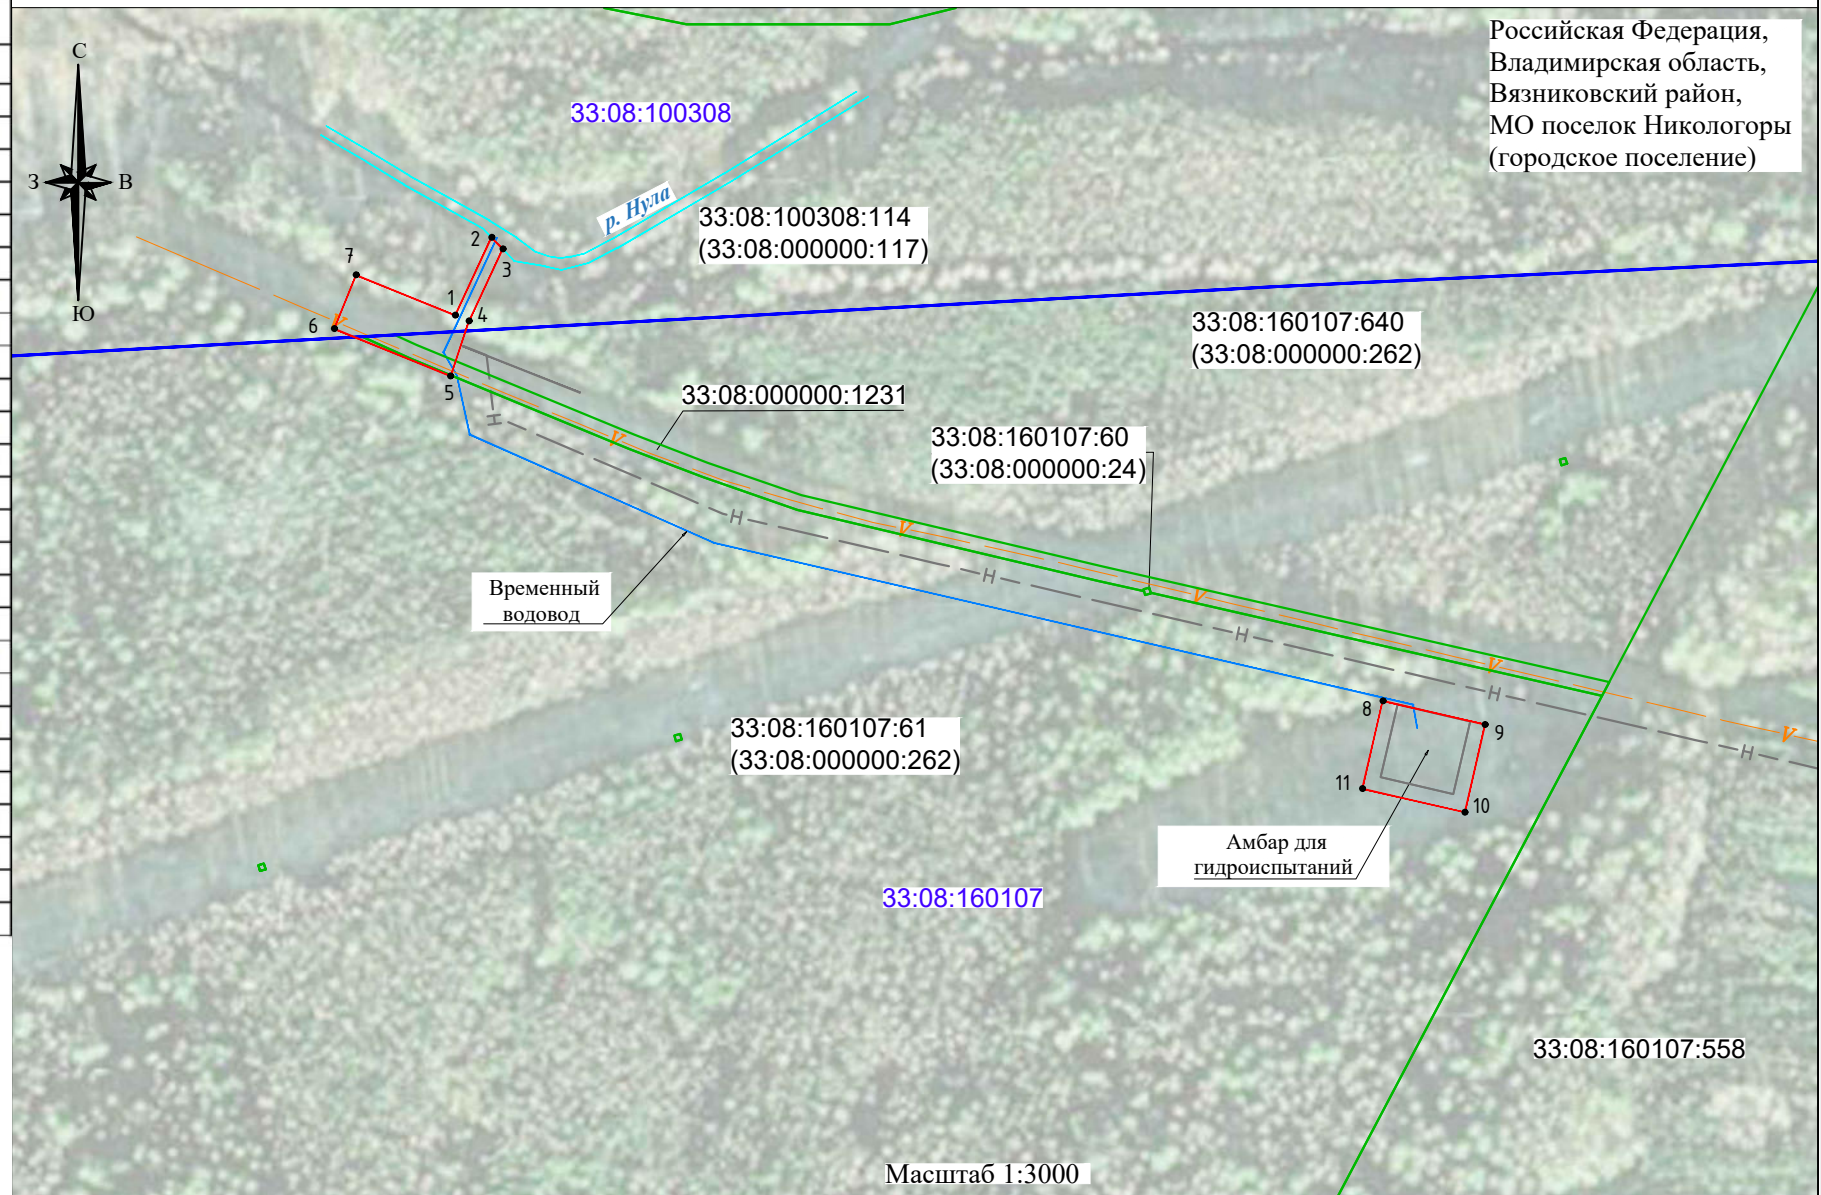 Российская Федерация,
Владимирская область,
Вязниковский район,
МО поселок Никологоры
(городское поселение)
С
З
В
Ю
33:08:100308
р. Нула
33:08:100308:114
(33:08:000000:117)
2
3
7
1
4
6
5
33:08:160107:640
(33:08:000000:262)
33:08:000000:1231
33:08:160107:60
(33:08:000000:24)
V
V
V
V
V
V
Н
Н
Н
Н
Н
Н
Временный
водовод
8
9
11
10
33:08:160107:61
(33:08:000000:262)
Амбар для
гидроиспытаний
33:08:160107
33:08:160107:558
Масштаб 1:3000